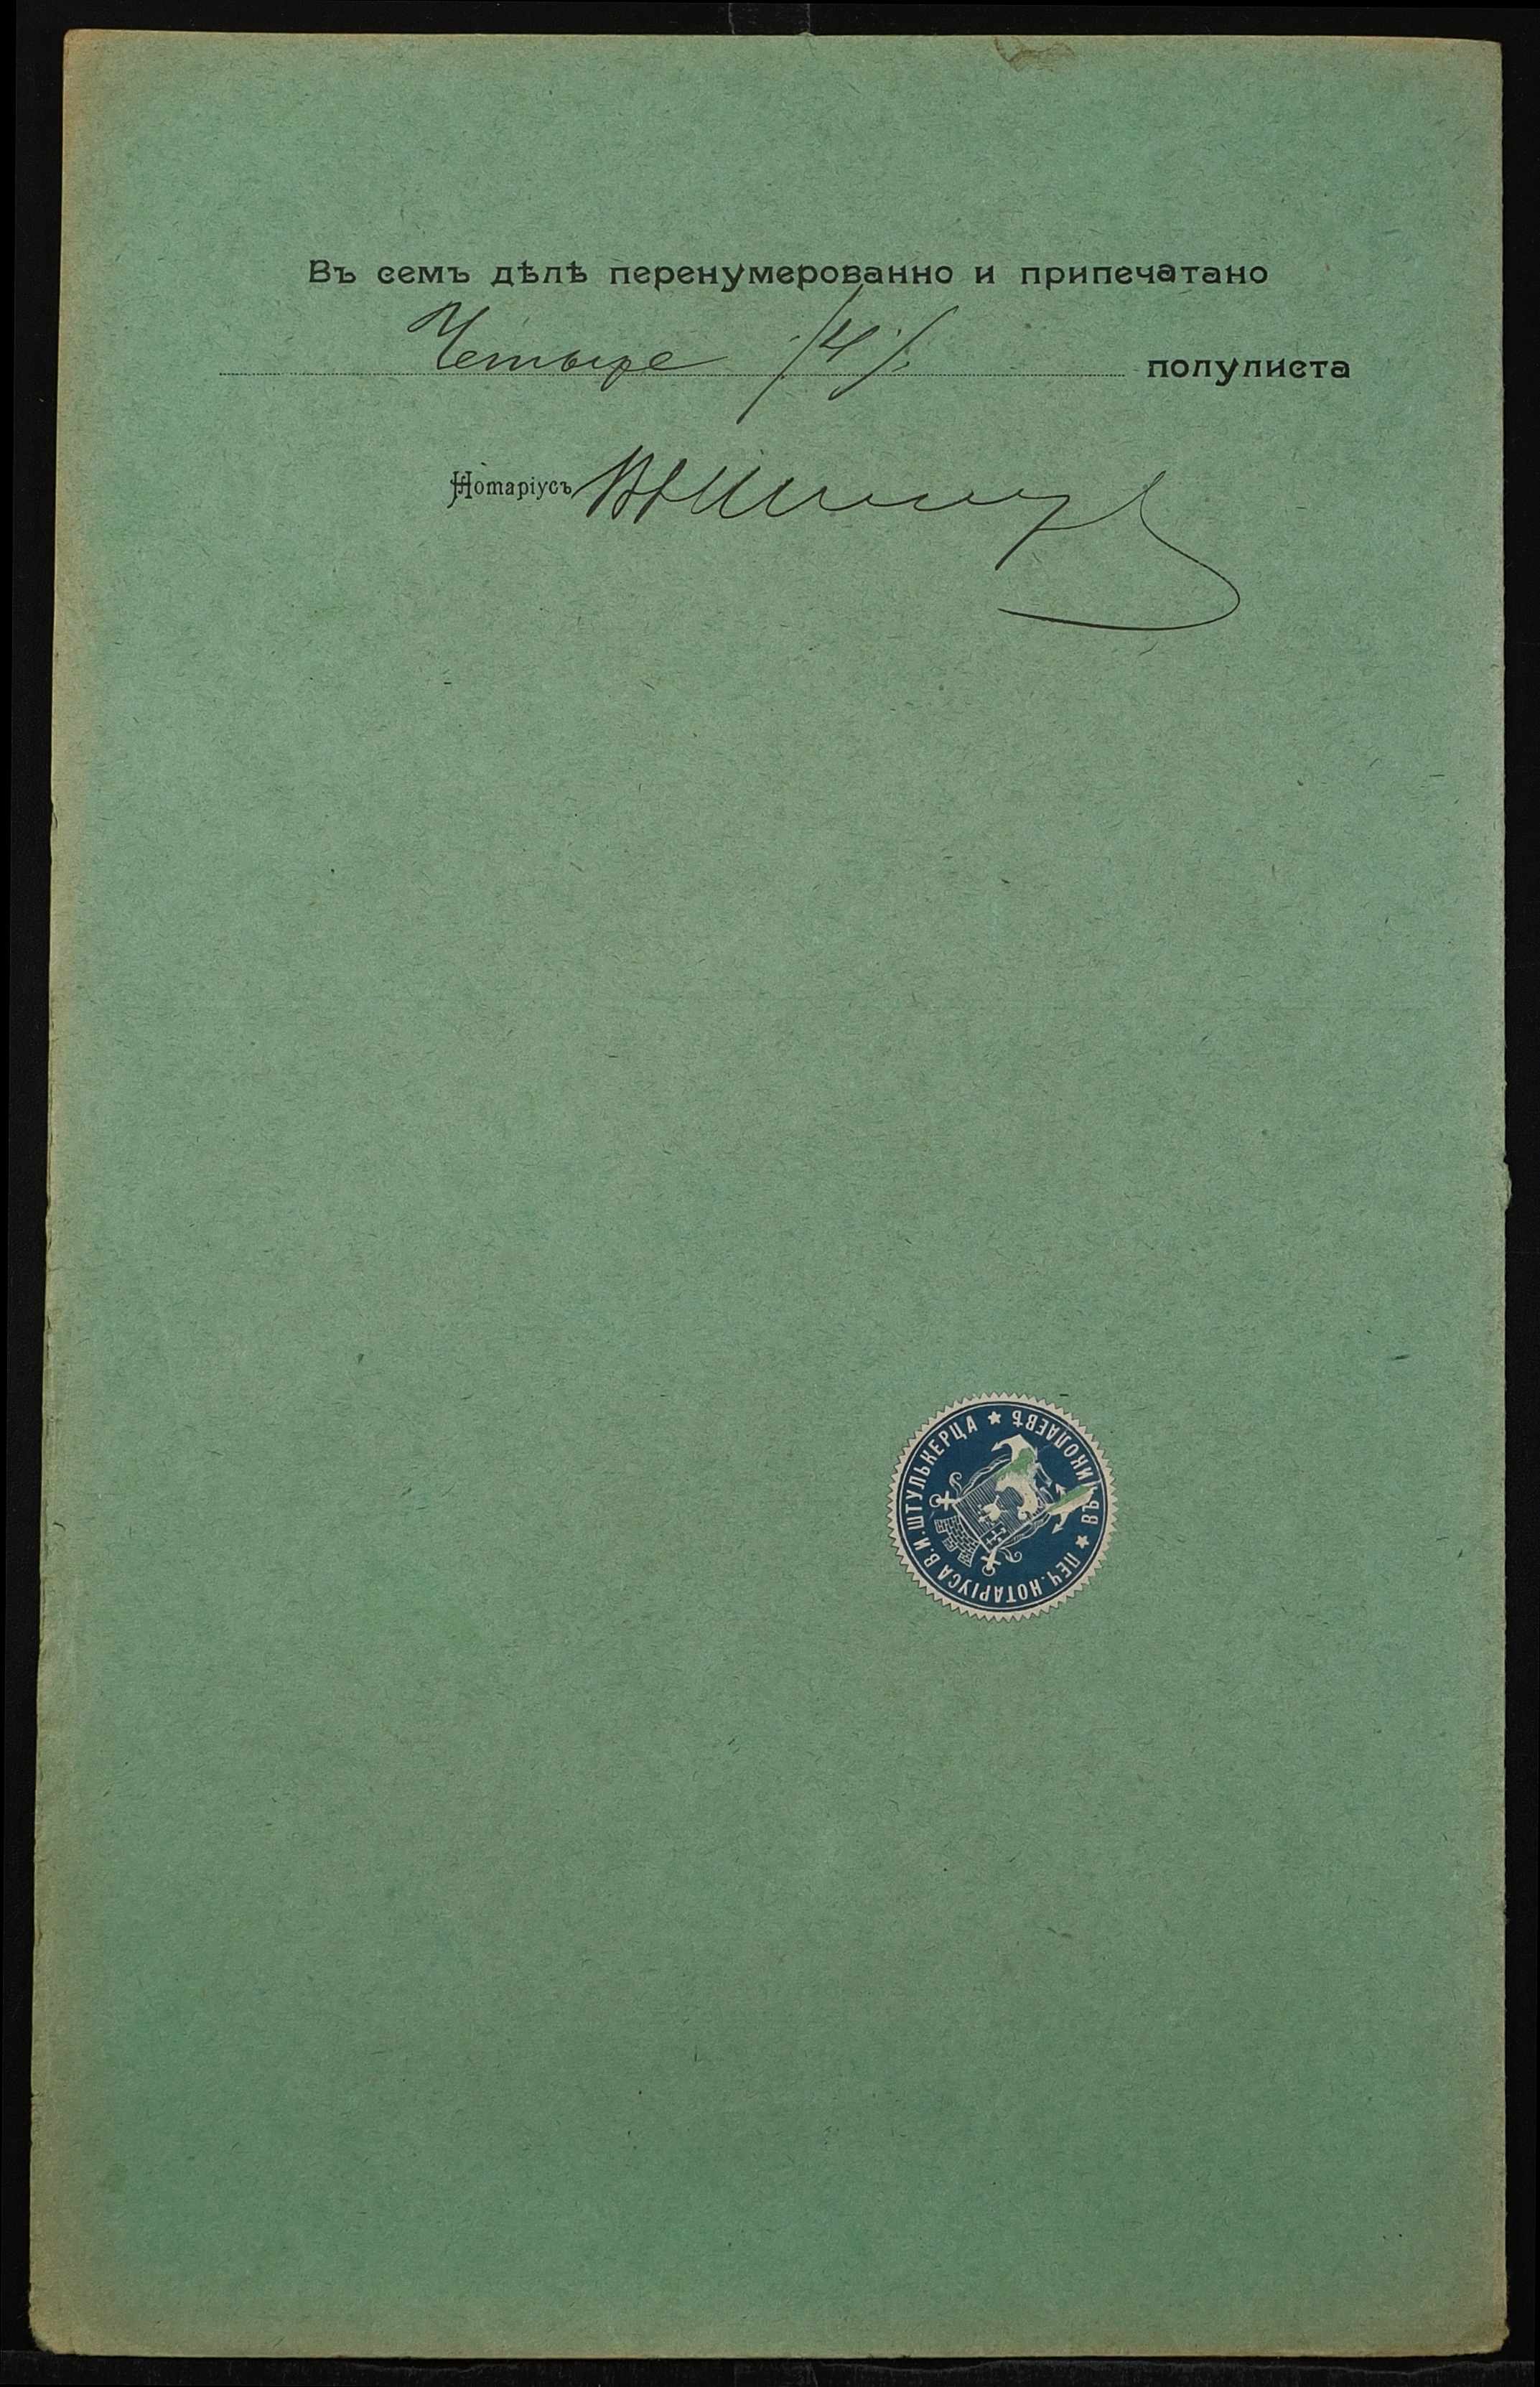 Въ семъ дѣлѣ перенумерованно и припечатано
Четыре /4/. полулиста
Нотаріусъ
ПЕЧ. НОТАРІУСА В.И. ШТУЛЬКЕРЦА ★ ВЪ НИКОЛАЕВѢ ★